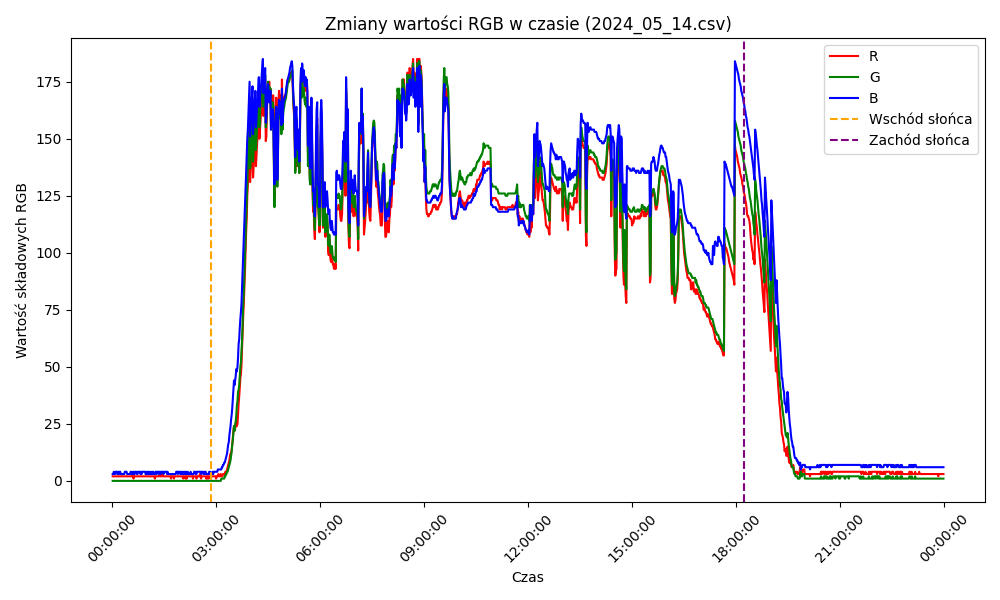 Zmiany wartości RGB w czasie (2024_05_14.csv)
Wartość składowych RGB
175
150
125
100
75
50
25
0
R
G
B
Wschód słońca
Zachód słońca
00:00:00
03:00:00
06:00:00
09:00:00
12:00:00
15:00:00
18:00:00
21:00:00
00:00:00
Czas